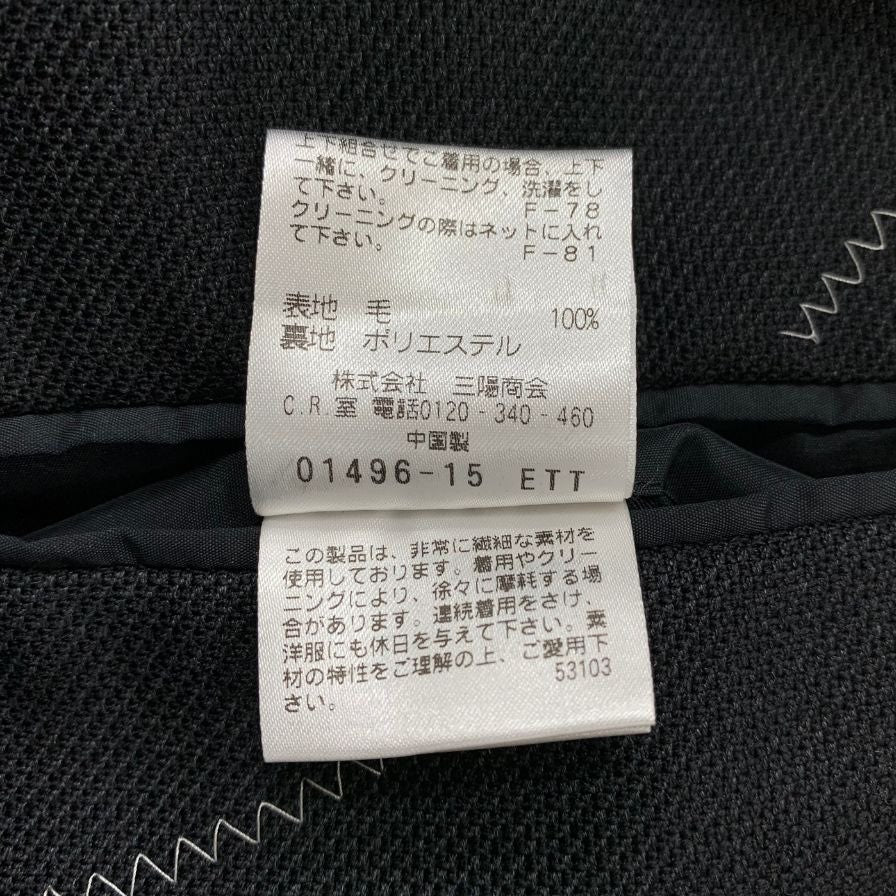 上下組合せでご着用の場合、上下
一緒に、クリーニング、洗濯をし
て下さい。 F-78
クリーニングの際はネットに入れ
て下さい。 F-81
表地 毛 100%
裏地 ポリエステル
株式会社 三陽商会
C.R.室 電話0120-340-460
中国製
01496-15 ETT
この製品は、非常に繊細な素材を
使用しております。着用やクリー
ニングにより、徐々に摩耗する場
合があります。連続着用をさけ、
洋服にも休日を与えて下さい。素
材の特性をご理解の上、ご愛用下
さい。 53103